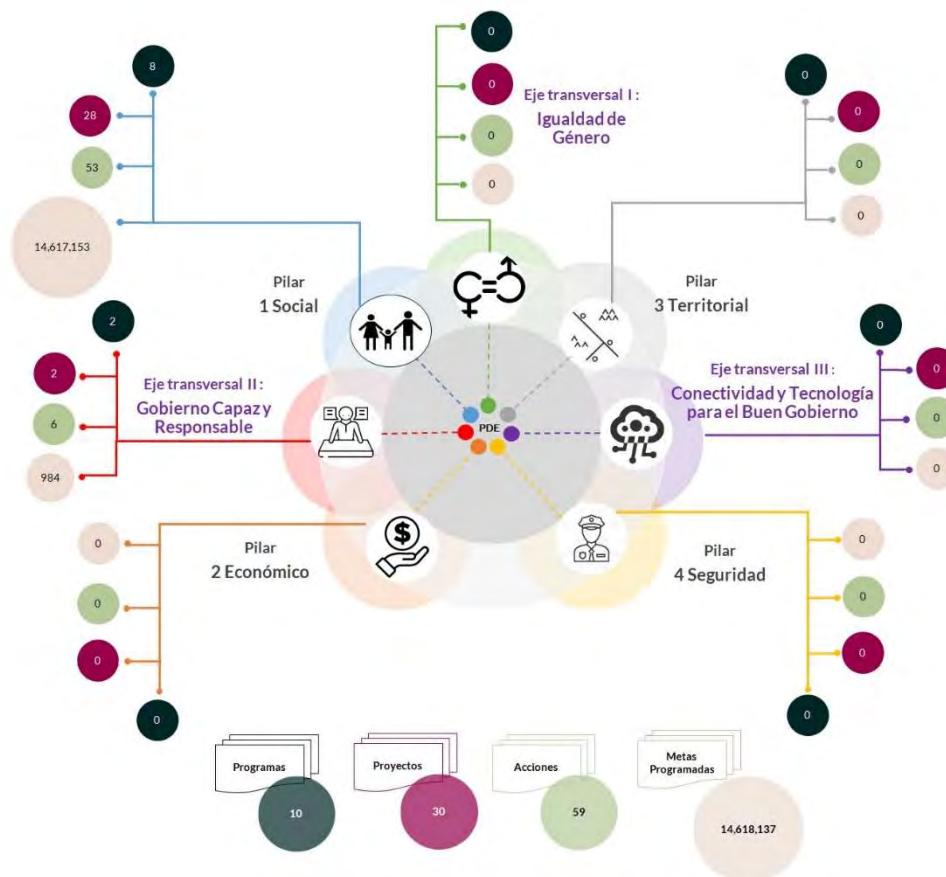 8
28
53
14,617,153
Pilar
1 Social
0
0
0
0
Eje transversal I :
Igualdad de
Género
0
0
0
0
Pilar
3 Territorial
2
2
6
984
Eje transversal II :
Gobierno Capaz y
Responsable
PDE
Eje transversal III :
Conectividad y Tecnología
para el Buen Gobierno
0
0
0
0
0
0
0
0
Pilar
2 Económico
$
Pilar
4 Seguridad
0
0
0
0
Programas
10
Proyectos
30
Acciones
59
Metas
Programadas
14,618,137